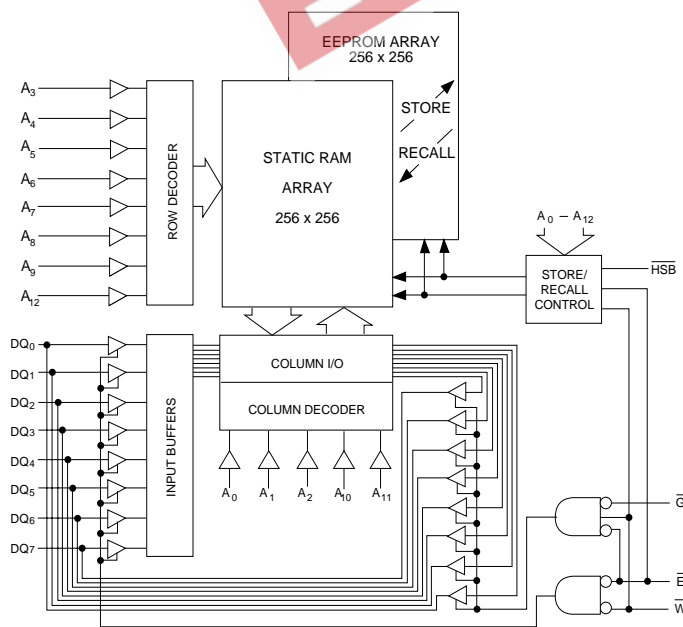 EEPROM ARRAY
256 x 256
STORE
RECALL
STATIC RAM
ARRAY
256 x 256
A3
A4
A5
A6
A7
A8
A9
A12
ROW DECODER
A0 – A12
STORE/
RECALL
CONTROL
HSB
DQ0
DQ1
DQ2
DQ3
DQ4
DQ5
DQ6
DQ7
INPUT BUFFERS
COLUMN I/O
COLUMN DECODER
A0
A1
A2
A10
A11
G
E
W